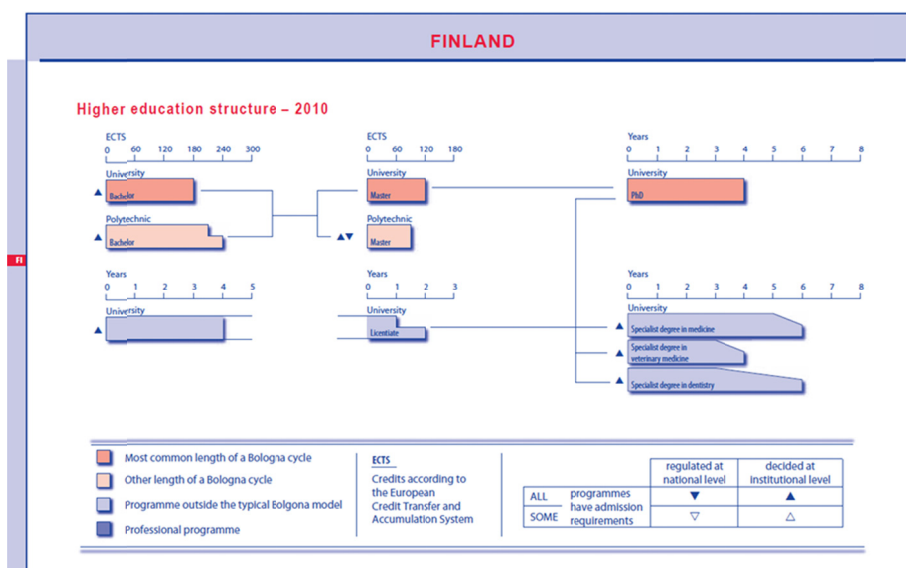 FINLAND
Higher education structure – 2010
ECTS
0 60 120 180 240 300
ECTS
0 60 120 180
Years
0 1 2 3 4 5 6 7 8
University
Bachelor
University
Master
University
PhD
Polytechnic
Bachelor
Polytechnic
Master
FI
Years
0 1 2 3 4 5
Years
0 1 2 3
Years
0 1 2 3 4 5 6 7 8
University
University
Licentiate
University
Specialist degree in medicine
Specialist degree in
veterinary medicine
Specialist degree in dentistry
Most common length of a Bologna cycle
Other length of a Bologna cycle
Programme outside the typical Bolgona model
Professional programme
ECTS
Credits according to
the European
Credit Transfer and
Accumulation System
regulated at
national level
decided at
institutional level
ALL
SOME
programmes
have admission
requirements